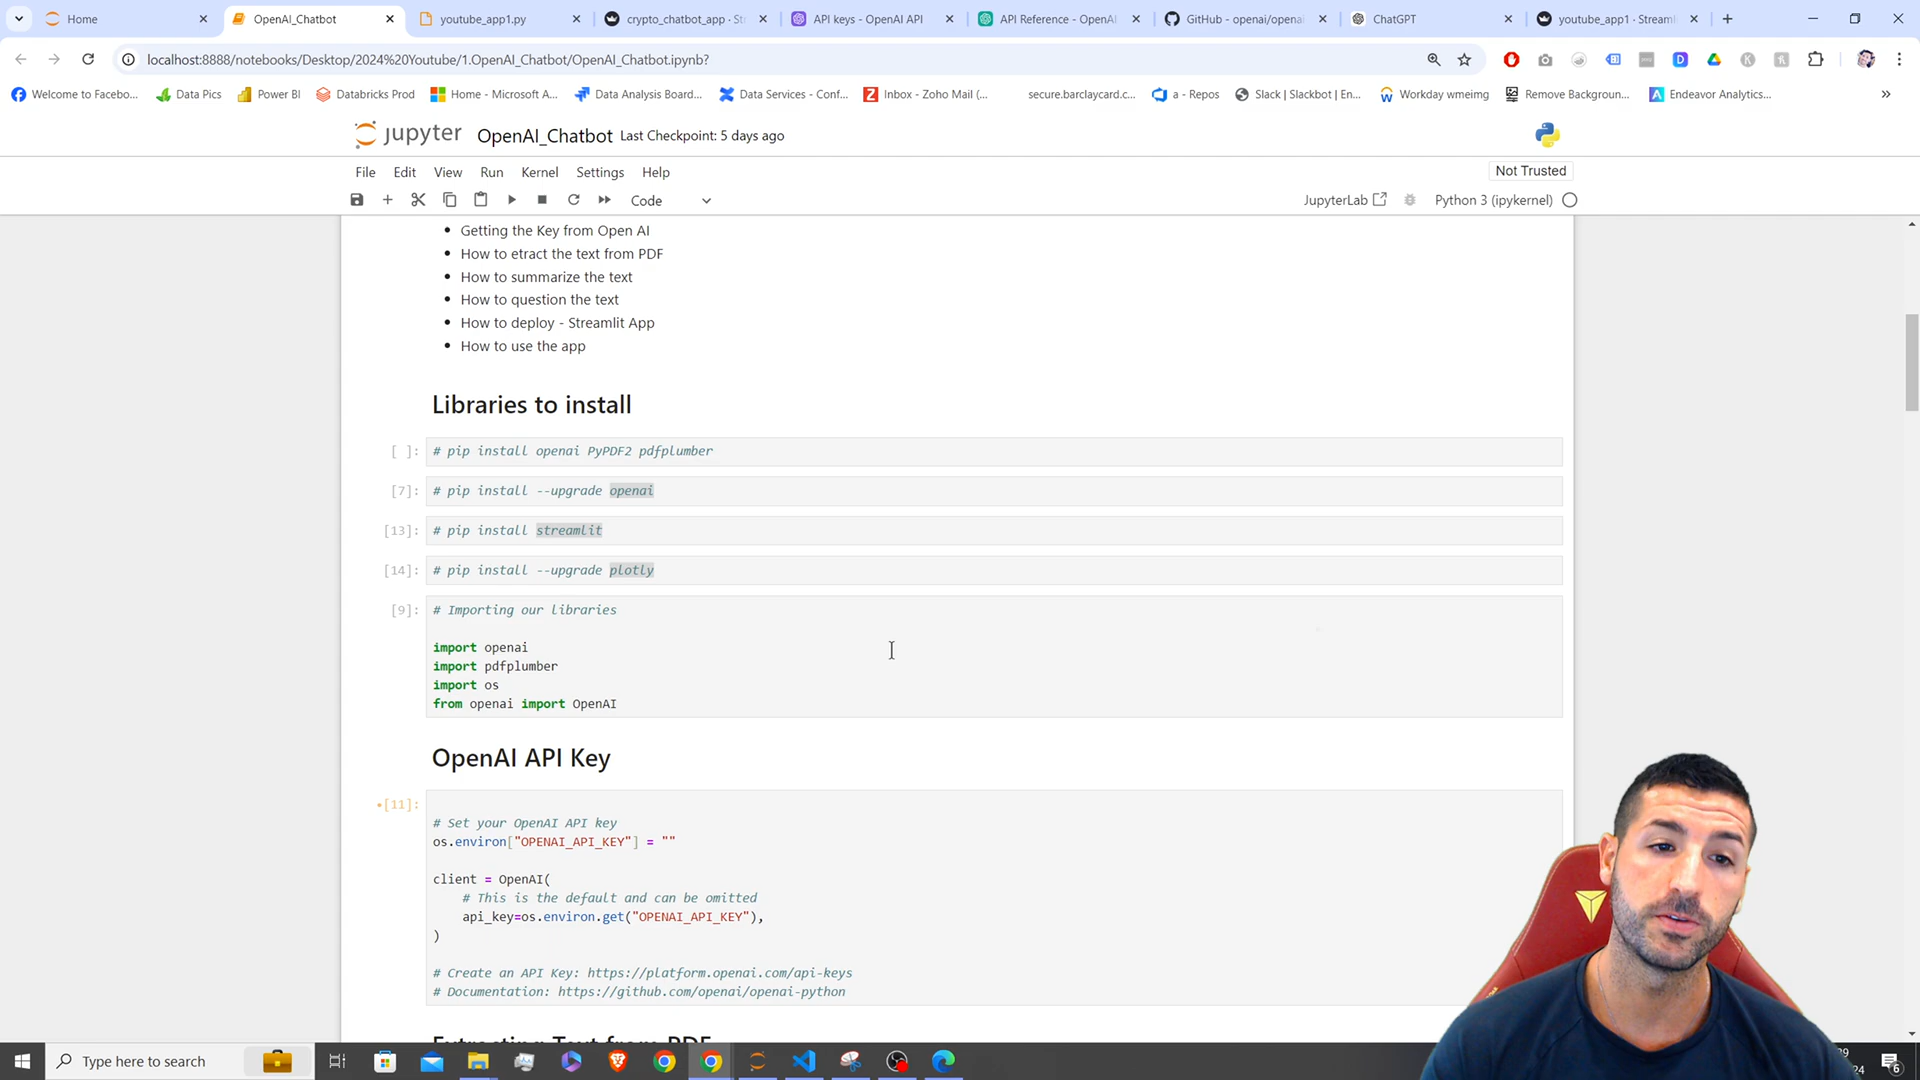 Home
OpenAI_Chatbot
youtube_app1.py
crypto_chatbot_app · St
API keys - OpenAI API
API Reference - OpenA
GitHub - openai/openai
ChatGPT
youtube_app1 · Streaml
localhost:8888/notebooks/Desktop/2024%20Youtube/1.OpenAI_Chatbot/OpenAI_Chatbot.ipynb?
Welcome to Facebo...
Data Pics
Power BI
Databricks Prod
Home - Microsoft A...
Data Analysis Board...
Data Services - Conf...
Inbox - Zoho Mail (...
secure.barclaycard.c...
a - Repos
Slack | Slackbot | En...
Workday wmeimg
Remove Backgroun...
Endeavor Analytics...
»
jupyter OpenAI_Chatbot Last Checkpoint: 5 days ago
File Edit View Run Kernel Settings Help
Not Trusted
Code
JupyterLab
Python 3 (ipykernel)
• Getting the Key from Open AI
• How to etract the text from PDF
• How to summarize the text
• How to question the text
• How to deploy - Streamlit App
• How to use the app
Libraries to install
[ ]: # pip install openai PyPDF2 pdfplumber
[7]: # pip install --upgrade openai
[13]: # pip install streamlit
[14]: # pip install --upgrade plotly
[9]: # Importing our libraries
import openai
import pdfplumber
import os
from openai import OpenAI
OpenAI API Key
•[11]:
# Set your OpenAI API key
os.environ["OPENAI_API_KEY"] = ""
client = OpenAI(
# This is the default and can be omitted
api_key=os.environ.get("OPENAI_API_KEY"),
)
# Create an API Key: https://platform.openai.com/api-keys
# Documentation: https://github.com/openai/openai-python
Extracting Text from PDF
Type here to search
6